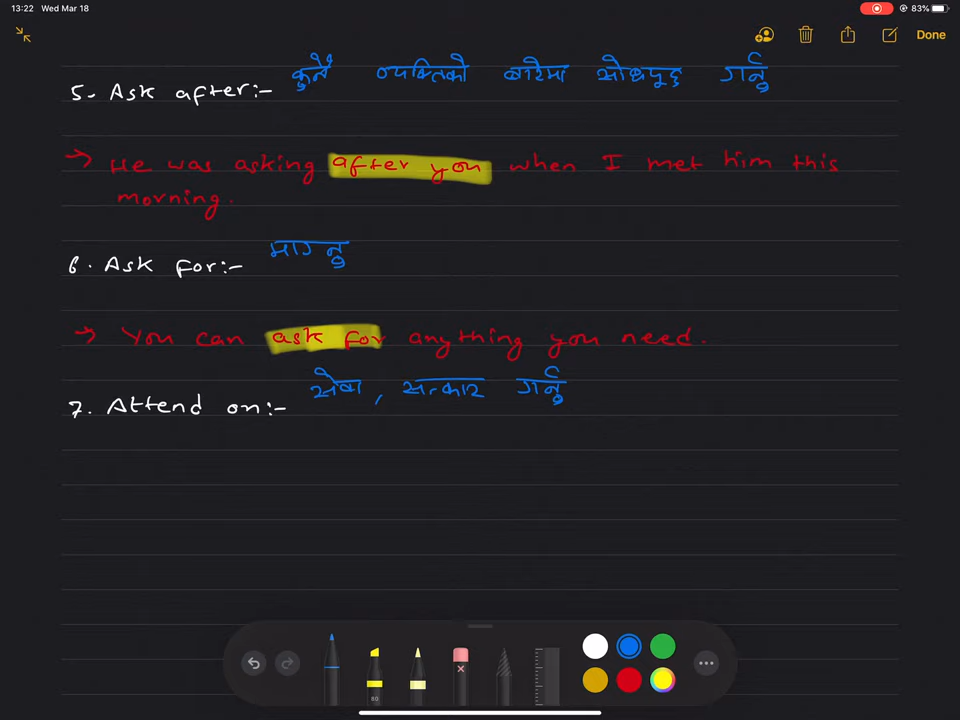 13:22 Wed Mar 18
83%
Done
कुनै व्यक्तिको बारेमा सोधपुछ गर्नु
5. Ask after:-
→ He was asking after you when I met him this
morning.
माग्नु
6. Ask for:-
→ You can ask for anything you need.
सेवा, सत्कार गर्नु
7. Attend on:-
80